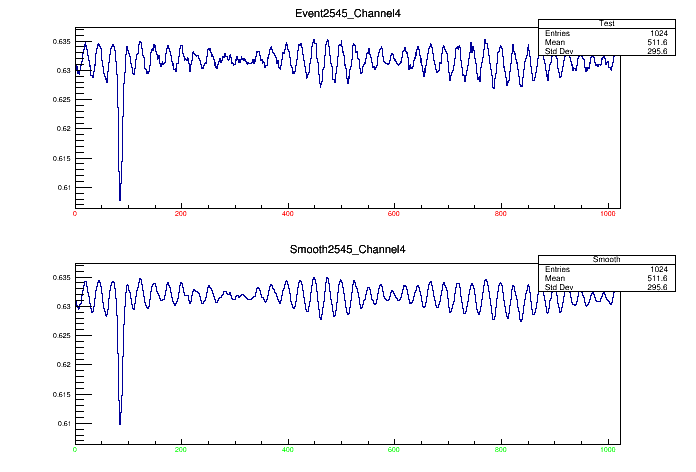 Event2545_Channel4
Test
Entries 1024
Mean 511.6
Std Dev 295.6
0.635
0.63
0.625
0.62
0.615
0.61
0 200 400 600 800 1000
Smooth2545_Channel4
Smooth
Entries 1024
Mean 511.6
Std Dev 295.6
0.635
0.63
0.625
0.62
0.615
0.61
0 200 400 600 800 1000